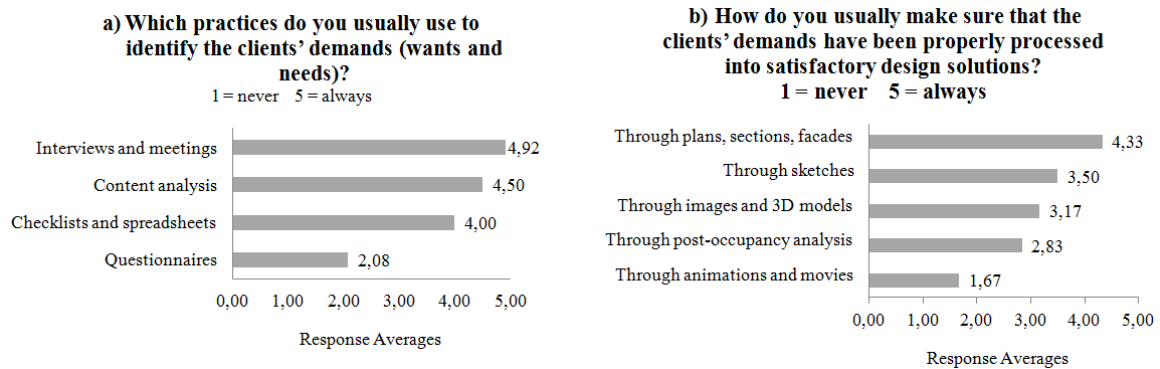 a) Which practices do you usually use to
identify the clients' demands (wants and
needs)?
1 = never 5 = always
Interviews and meetings 4,92
Content analysis 4,50
Checklists and spreadsheets 4,00
Questionnaires 2,08
0,00 1,00 2,00 3,00 4,00 5,00
Response Averages
b) How do you usually make sure that the
clients' demands have been properly processed
into satisfactory design solutions?
1 = never 5 = always
Through plans, sections, facades 4,33
Through sketches 3,50
Through images and 3D models 3,17
Through post-occupancy analysis 2,83
Through animations and movies 1,67
0,00 1,00 2,00 3,00 4,00 5,00
Response Averages